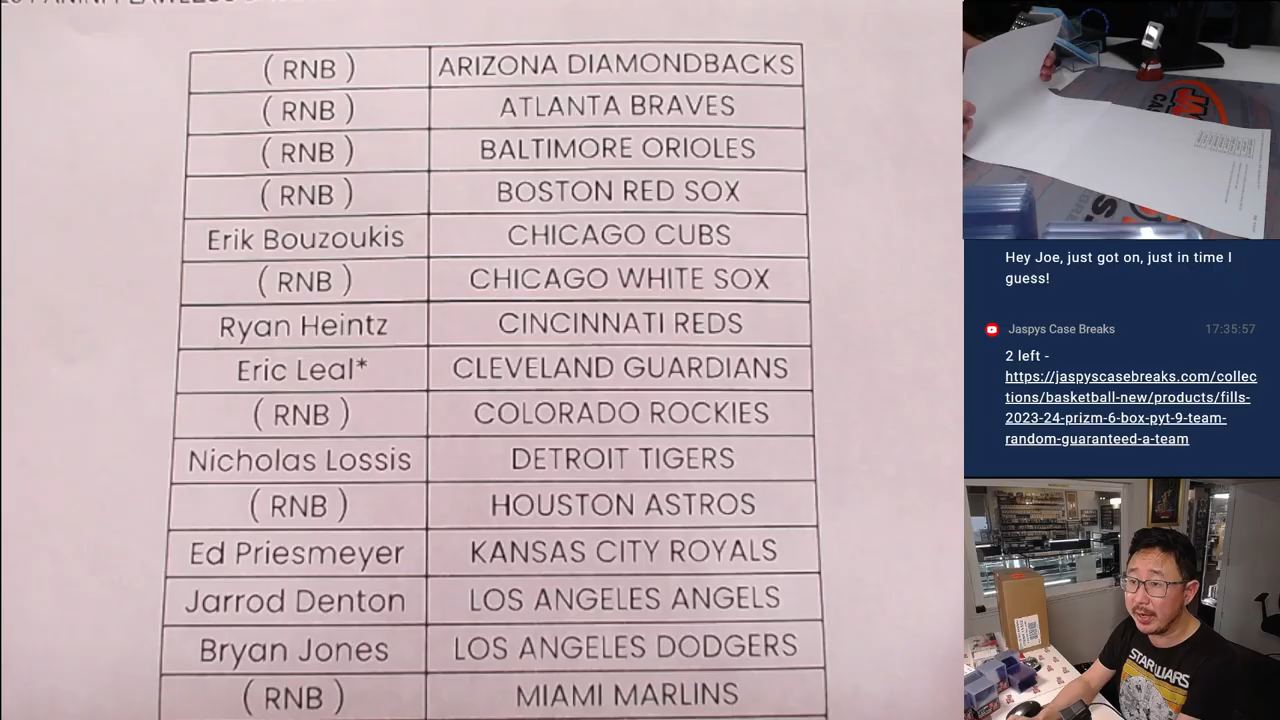 ( RNB ) ARIZONA DIAMONDBACKS
( RNB ) ATLANTA BRAVES
( RNB ) BALTIMORE ORIOLES
( RNB ) BOSTON RED SOX
Erik Bouzoukis CHICAGO CUBS
( RNB ) CHICAGO WHITE SOX
Ryan Heintz CINCINNATI REDS
Eric Leal* CLEVELAND GUARDIANS
( RNB ) COLORADO ROCKIES
Nicholas Lossis DETROIT TIGERS
( RNB ) HOUSTON ASTROS
Ed Priesmeyer KANSAS CITY ROYALS
Jarrod Denton LOS ANGELES ANGELS
Bryan Jones LOS ANGELES DODGERS
( RNB ) MIAMI MARLINS
Hey Joe, just got on, just in time I
guess!
Jaspys Case Breaks 17:35:57
2 left -
https://jaspyscasebreaks.com/collec
tions/basketball-new/products/fills-
2023-24-prizm-6-box-pyt-9-team-
random-guaranteed-a-team
STAR WARS